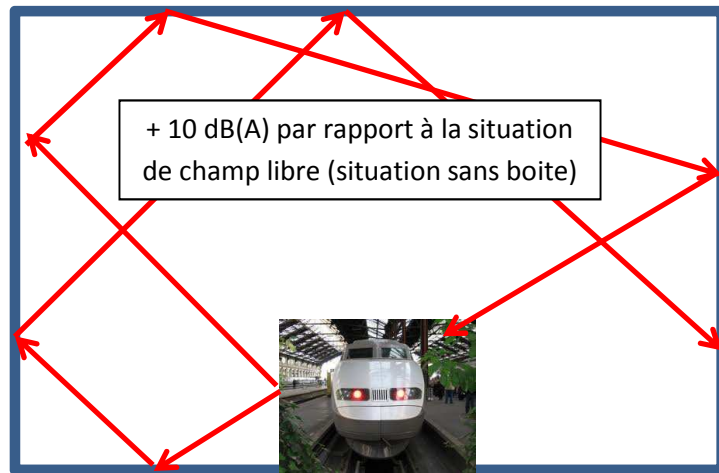 + 10 dB(A) par rapport à la situation
de champ libre (situation sans boite)